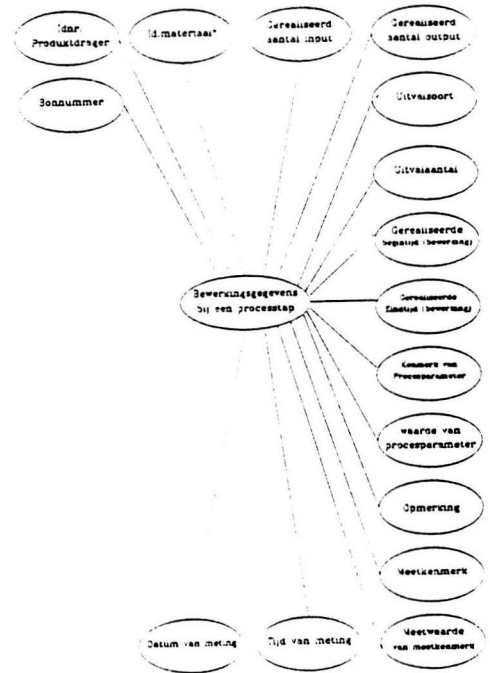 Idnr.
Produktdrager
Id.materiaal*
Gerealiseerd
aantal input
Gerealiseerd
aantal output
Bonnummer
Uitvalsoort
Uitvalaantal
Gerealiseerde
begintijd (bewerking)
Bewerkingsgegevens
bij een processtap
Gerealiseerde
Eindtijd (bewerking)
Kenmerk van
Procesparameter
waarde van
procesparameter
Opmerking
Meetkenmerk
Datum van meting
Tijd van meting
Meetwaarde
van meetkenmerk